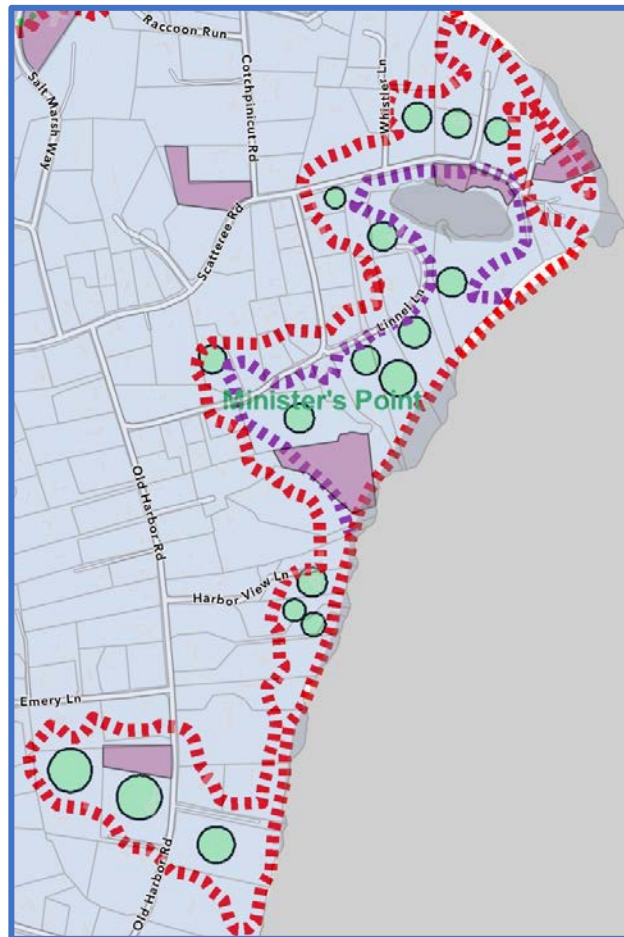 Raccoon Run
Salt Marsh Way
Cotchpinicut Rd
Whistler Ln
Scatteree Rd
Linnel Ln
Minister's Point
Old Harbor Rd
Harbor View Ln
Emery Ln
Old Harbor Rd